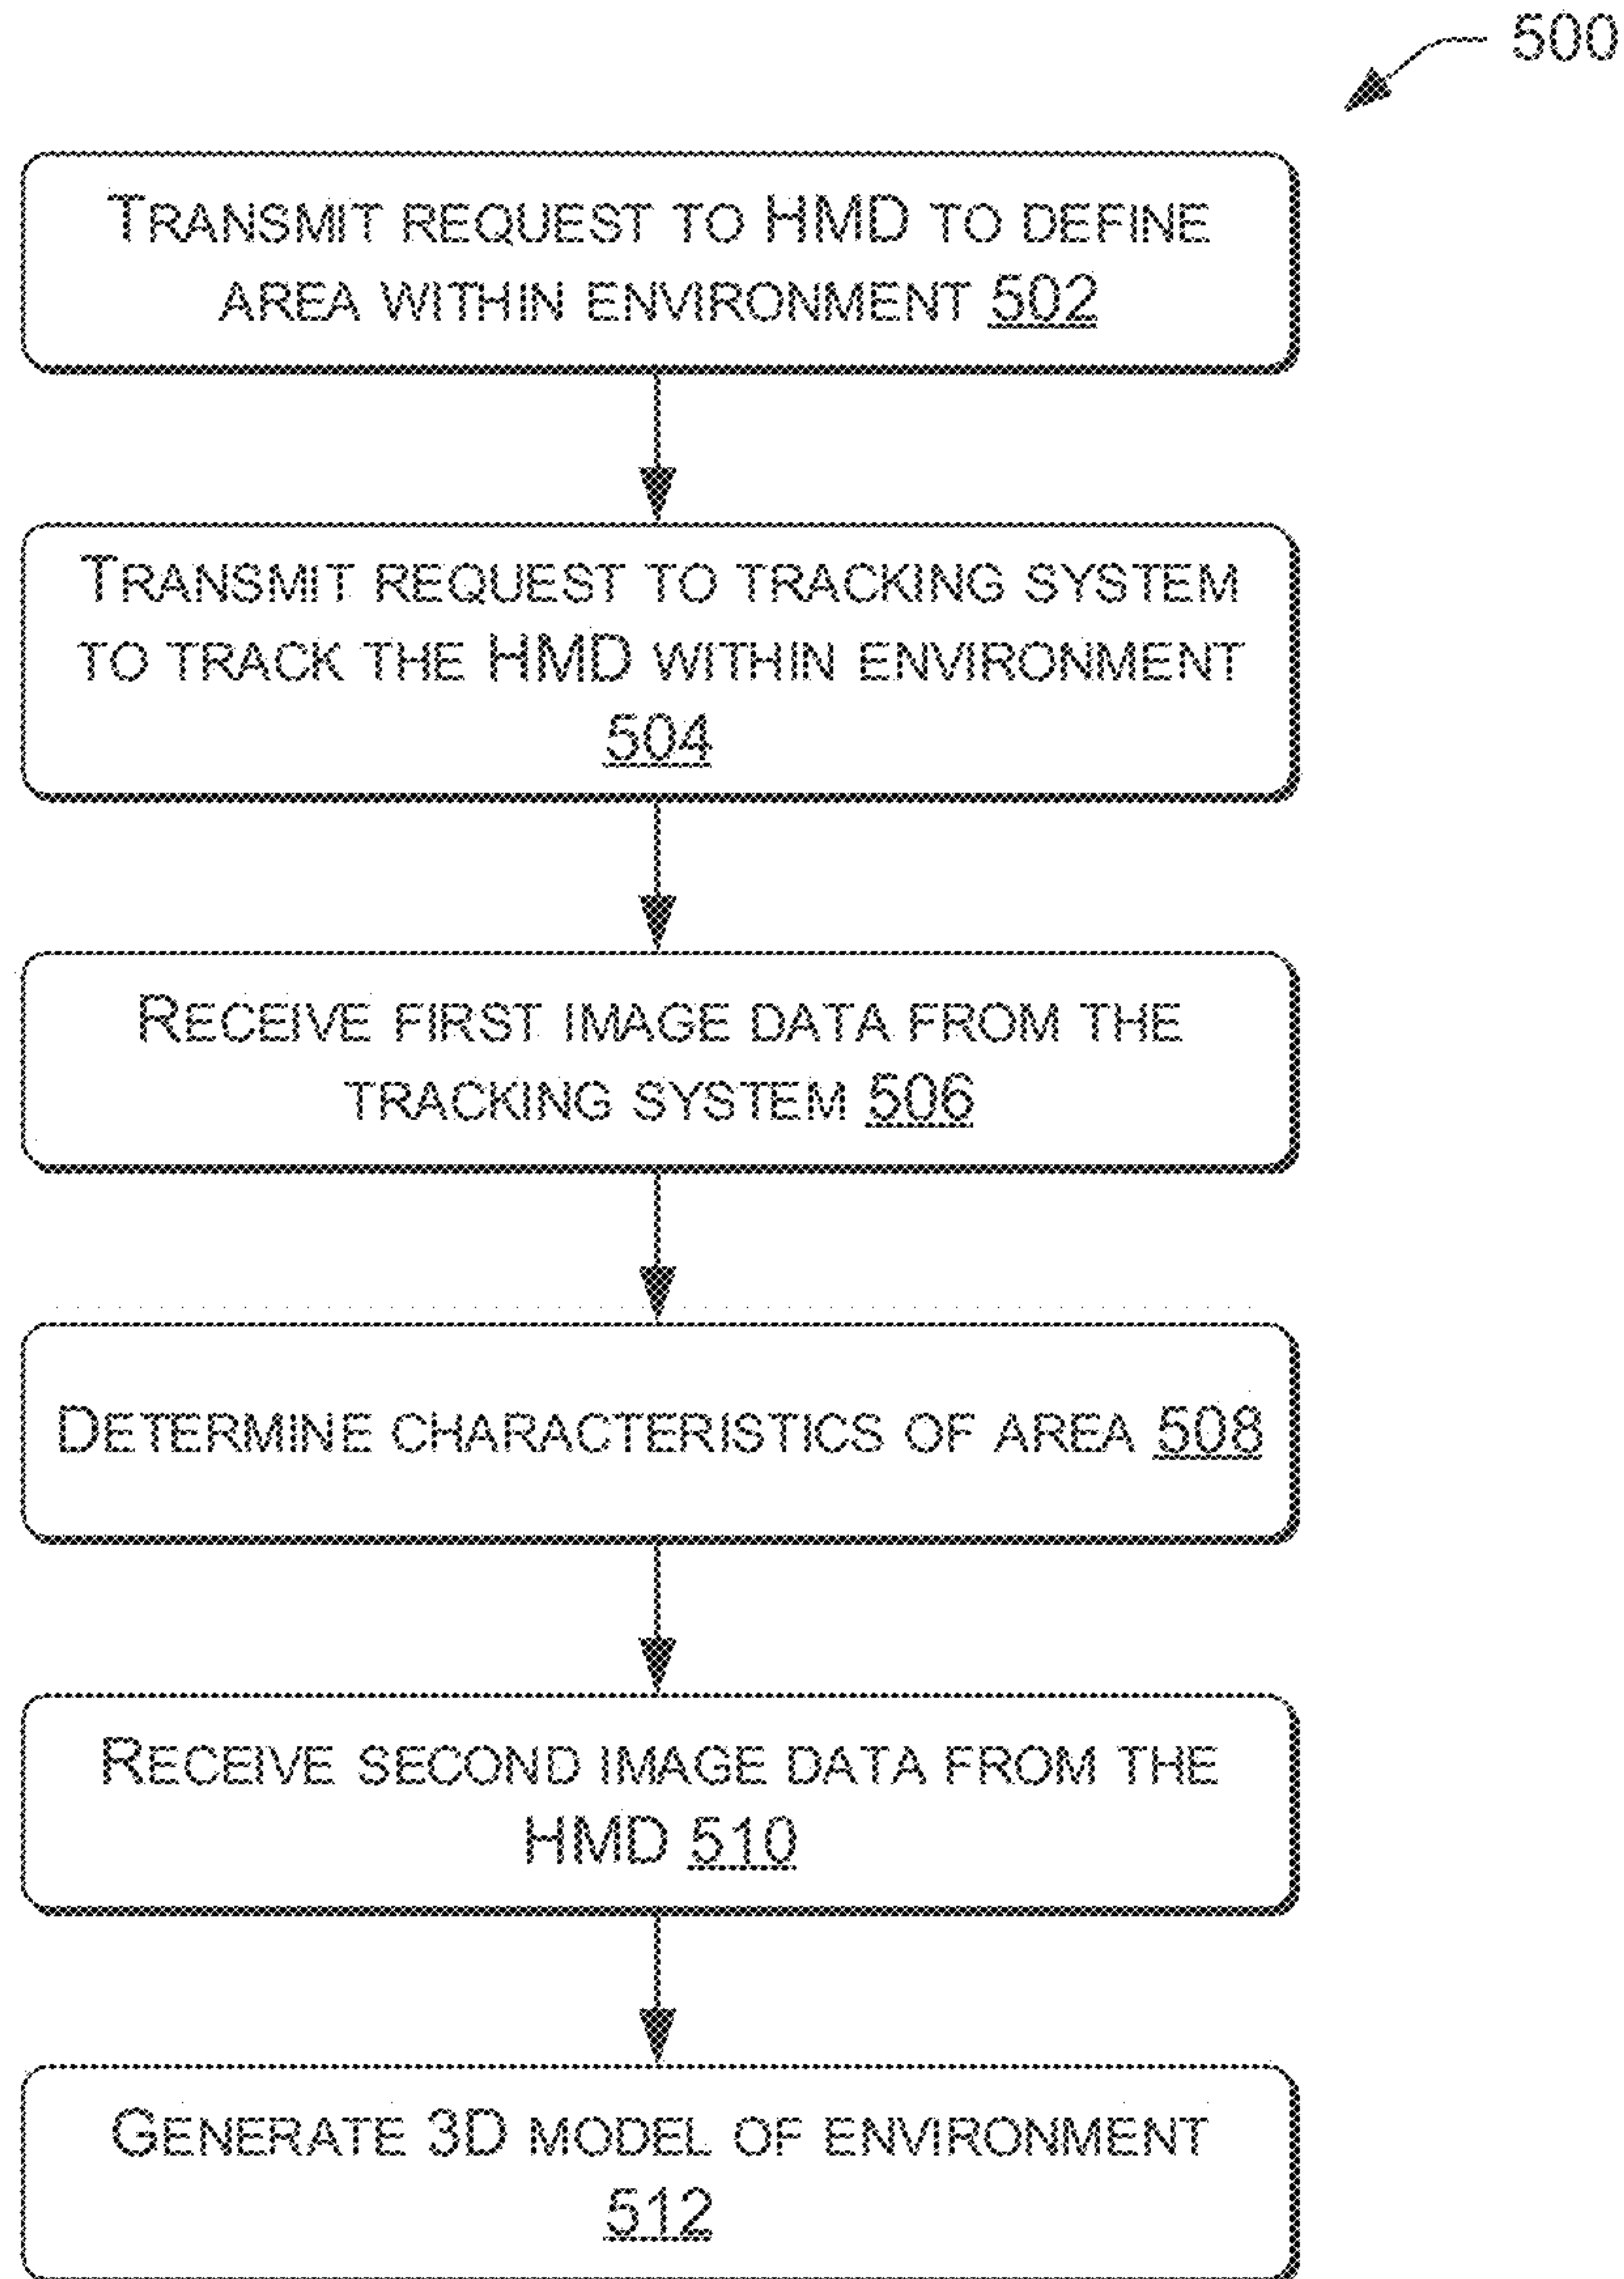 500
TRANSMIT REQUEST TO HMD TO DEFINE
AREA WITHIN ENVIRONMENT 502
TRANSMIT REQUEST TO TRACKING SYSTEM
TO TRACK THE HMD WITHIN ENVIRONMENT
504
RECEIVE FIRST IMAGE DATA FROM THE
TRACKING SYSTEM 506
DETERMINE CHARACTERISTICS OF AREA 508
RECEIVE SECOND IMAGE DATA FROM THE
HMD 510
GENERATE 3D MODEL OF ENVIRONMENT
512